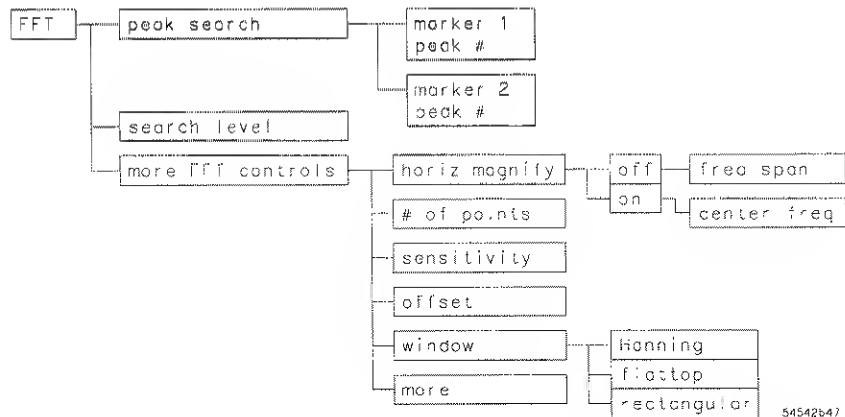 FFT
peak search
marker 1
peak #
marker 2
peak #
search level
more FFT controls
horiz magnify
off
freq span
on
center freq
# of points
sensitivity
offset
window
Hanning
flattop
more
rectangular
54542b47